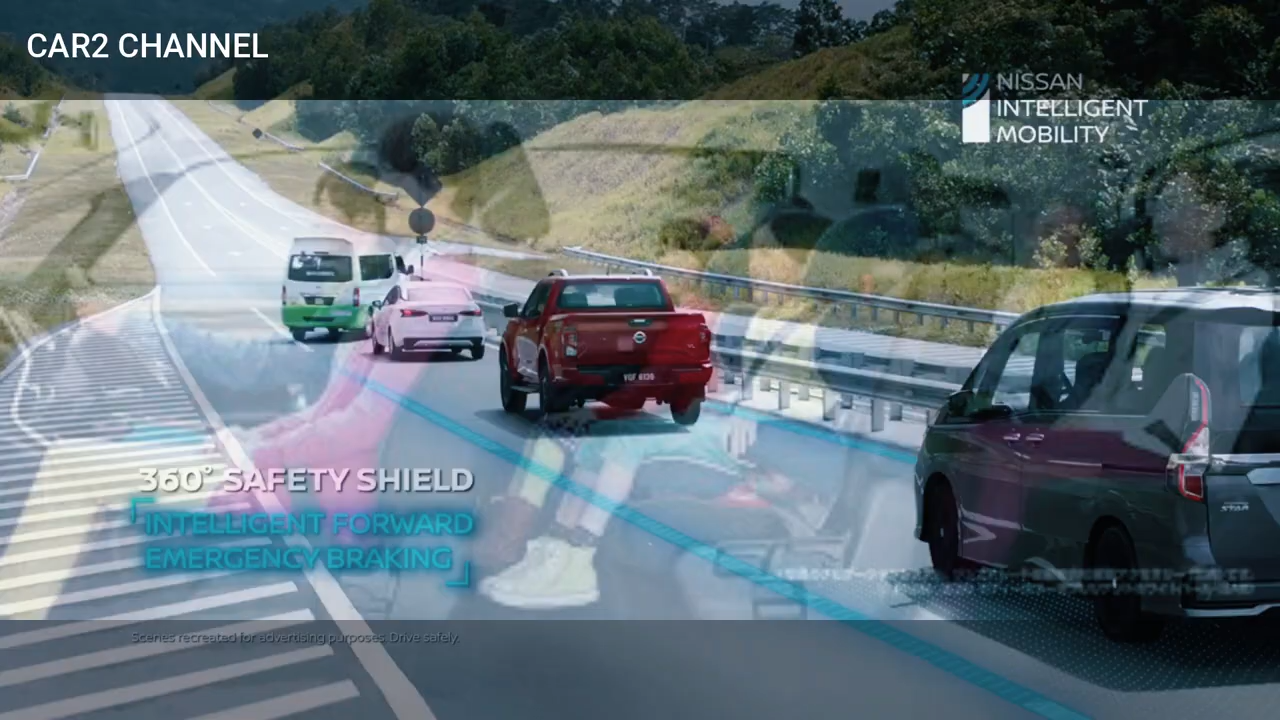 CAR2 CHANNEL
NISSAN
INTELLIGENT
MOBILITY
360° SAFETY SHIELD
INTELLIGENT FORWARD
EMERGENCY BRAKING
Scenes recreated for advertising purposes. Drive safely.